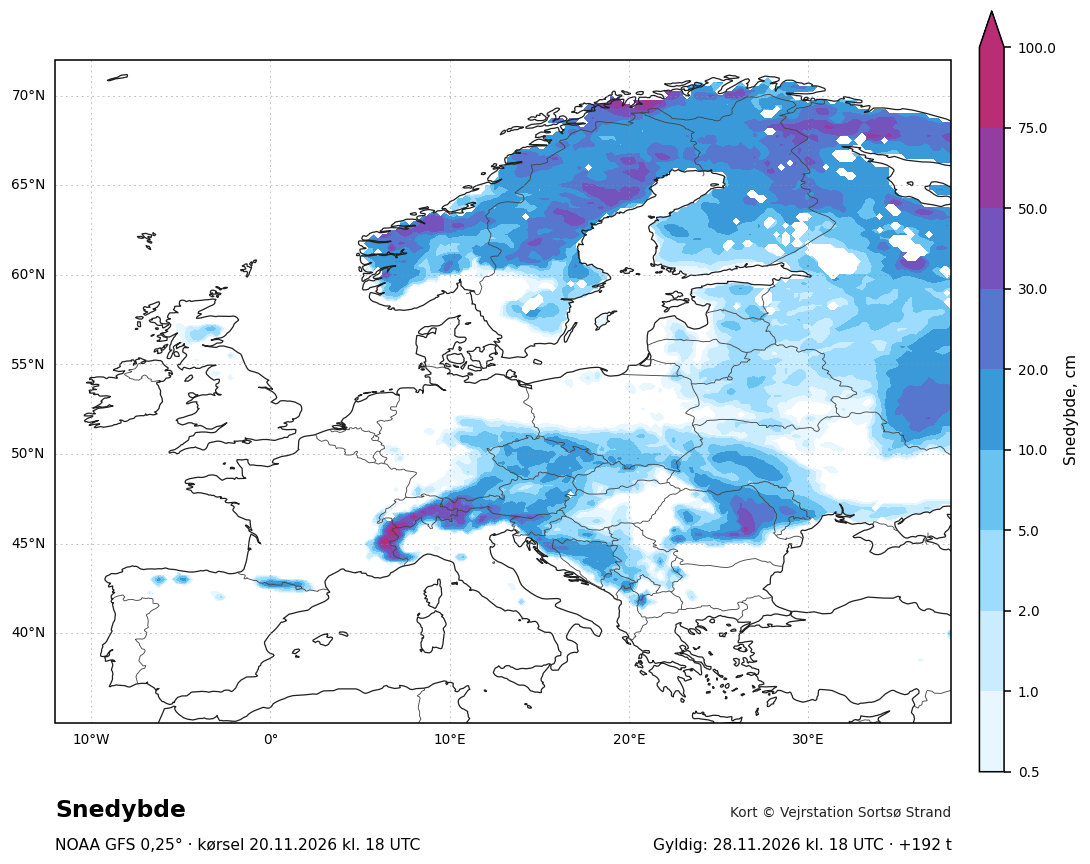 100.0
75.0
50.0
30.0
20.0
10.0
5.0
2.0
1.0
0.5
Snedybde, cm
70°N
65°N
60°N
55°N
50°N
45°N
40°N
10°W 0° 10°E 20°E 30°E
Snedybde
Kort © Vejrstation Sortsø Strand
NOAA GFS 0,25° · kørsel 20.11.2026 kl. 18 UTC
Gyldig: 28.11.2026 kl. 18 UTC · +192 t